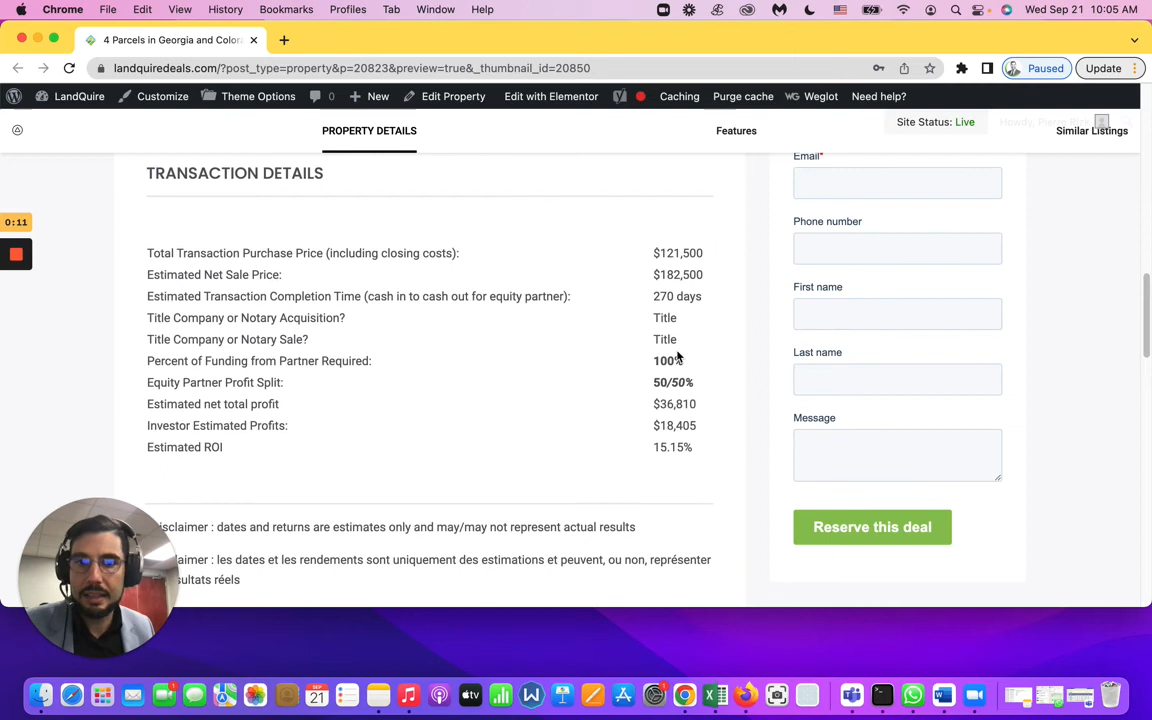 Chrome File Edit View History Bookmarks Profiles Tab Window Help Wed Sep 21 10:05 AM
4 Parcels in Georgia and Colora
landquiredeals.com/?post_type=property&p=20823&preview=true&_thumbnail_id=20850 Paused Update
LandQuire Customize Theme Options 0 New Edit Property Edit with Elementor Caching Purge cache WG Weglot Need help?
Site Status: Live
PROPERTY DETAILS Features Similar Listings
TRANSACTION DETAILS
0:11
Total Transaction Purchase Price (including closing costs): $121,500
Estimated Net Sale Price: $182,500
Estimated Transaction Completion Time (cash in to cash out for equity partner): 270 days
Title Company or Notary Acquisition? Title
Title Company or Notary Sale? Title
Percent of Funding from Partner Required: 100%
Equity Partner Profit Split: 50/50%
Estimated net total profit $36,810
Investor Estimated Profits: $18,405
Estimated ROI 15.15%
isclaimer : dates and returns are estimates only and may/may not represent actual results
laimer : les dates et les rendements sont uniquement des estimations et peuvent, ou non, représenter
sultats réels
Email*
Phone number
First name
Last name
Message
Reserve this deal
SEP
21